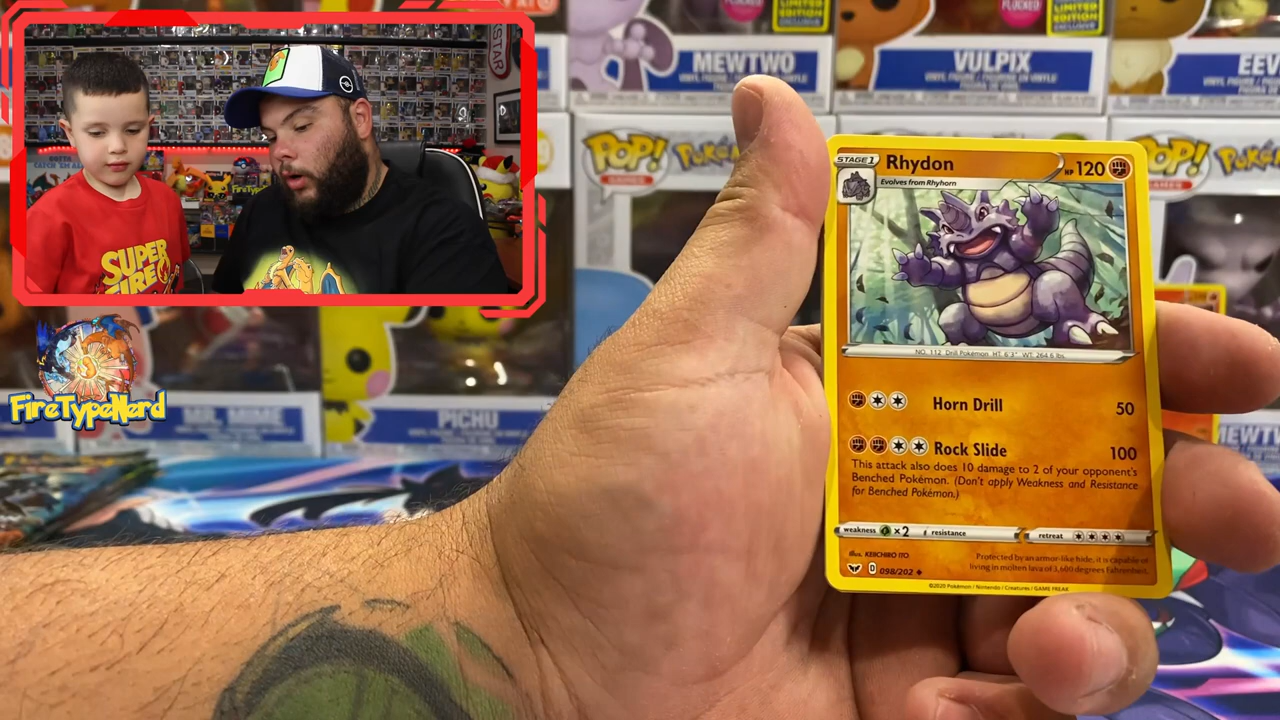 MEWTWO
VULPIX
EEV
LIMITED
EDITION
EXCLUSIVE
POP!
GAMES
SUPER
FIRE
FireTypeNerd
MR. MIME
PICHU
STAGE 1
Rhydon
HP 120
Evolves from Rhyhorn
NO. 112 Drill Pokémon HT: 6'3" WT: 264.6 lbs.
Horn Drill 50
Rock Slide 100
This attack also does 10 damage to 2 of your opponent's
Benched Pokémon. (Don't apply Weakness and Resistance
for Benched Pokémon.)
weakness ×2 resistance retreat
Illus. KEIICHIRO ITO
D 098/202
Protected by an armor-like hide, it is capable of
living in molten lava of 3,600 degrees Fahrenheit.
©2020 Pokémon / Nintendo / Creatures / GAME FREAK